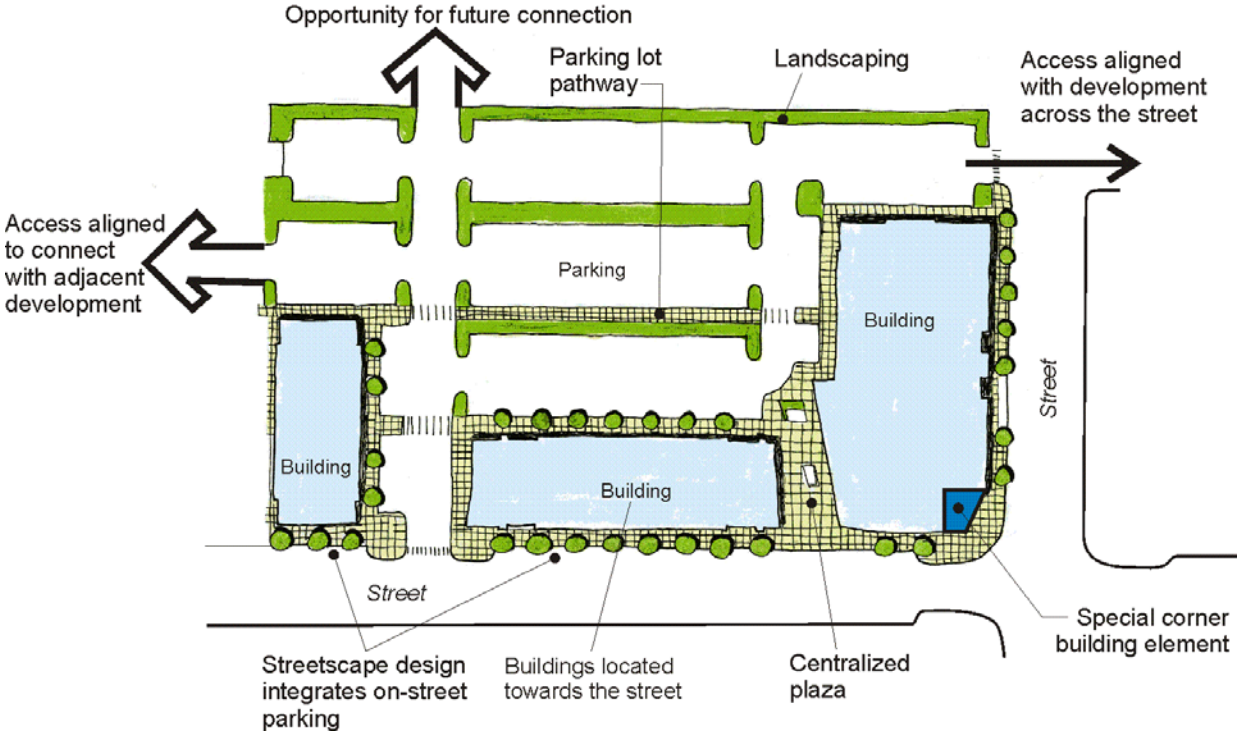 Opportunity for future connection
Parking lot
pathway
Landscaping
Access aligned
with development
across the street
Access aligned
to connect
with adjacent
development
Parking
Building
Street
Building
Building
Street
Special corner
building element
Streetscape design
integrates on-street
parking
Buildings located
towards the street
Centralized
plaza